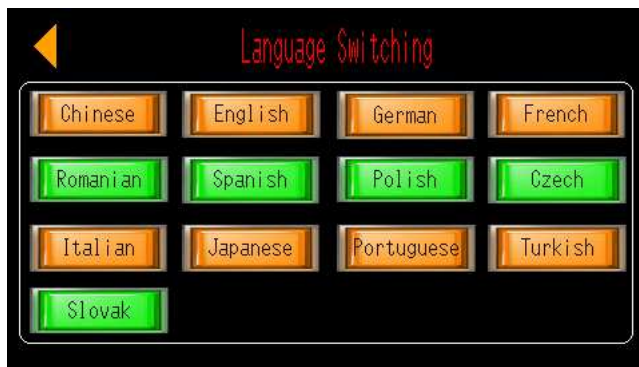 Language Switching
Chinese English German French
Romanian Spanish Polish Czech
Italian Japanese Portuguese Turkish
Slovak